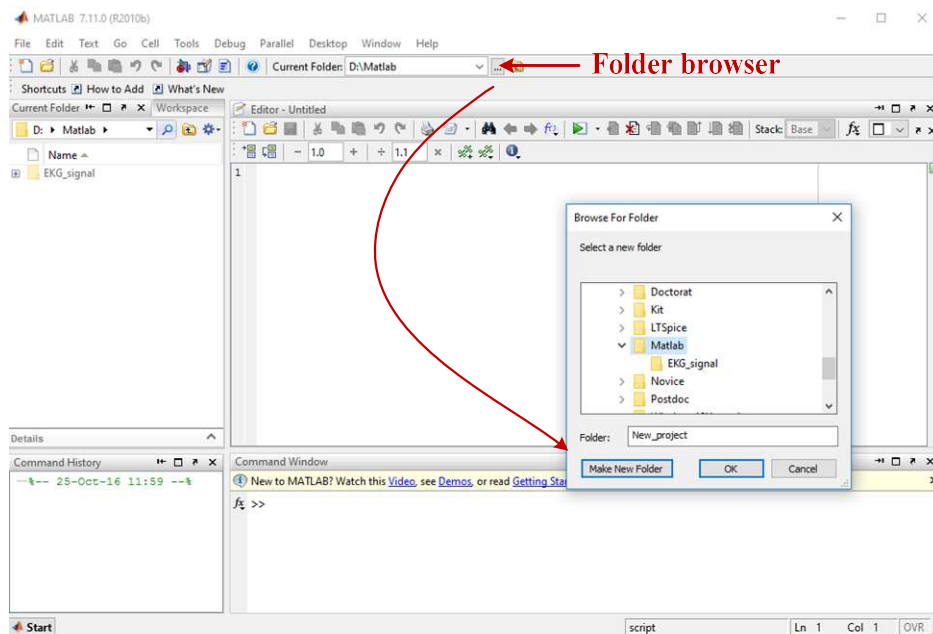 MATLAB 7.11.0 (R2010b)
File Edit Text Go Cell Tools Debug Parallel Desktop Window Help
Current Folder: D:\Matlab ...
Folder browser
Shortcuts How to Add What's New
Current Folder Workspace
Editor - Untitled
D: Matlab
Stack: Base fx
Name
- 1.0 + ÷ 1.1 ×
EKG_signal
1
Browse For Folder
Select a new folder
Doctorat
Kit
LTSpice
Matlab
EKG_signal
Novice
Postdoc
Folder: New_project
Make New Folder OK Cancel
Details
Command History
Command Window
%-- 25-Oct-16 11:59 --%
New to MATLAB? Watch this Video, see Demos, or read Getting
fx >>
Start
script Ln 1 Col 1 OVR